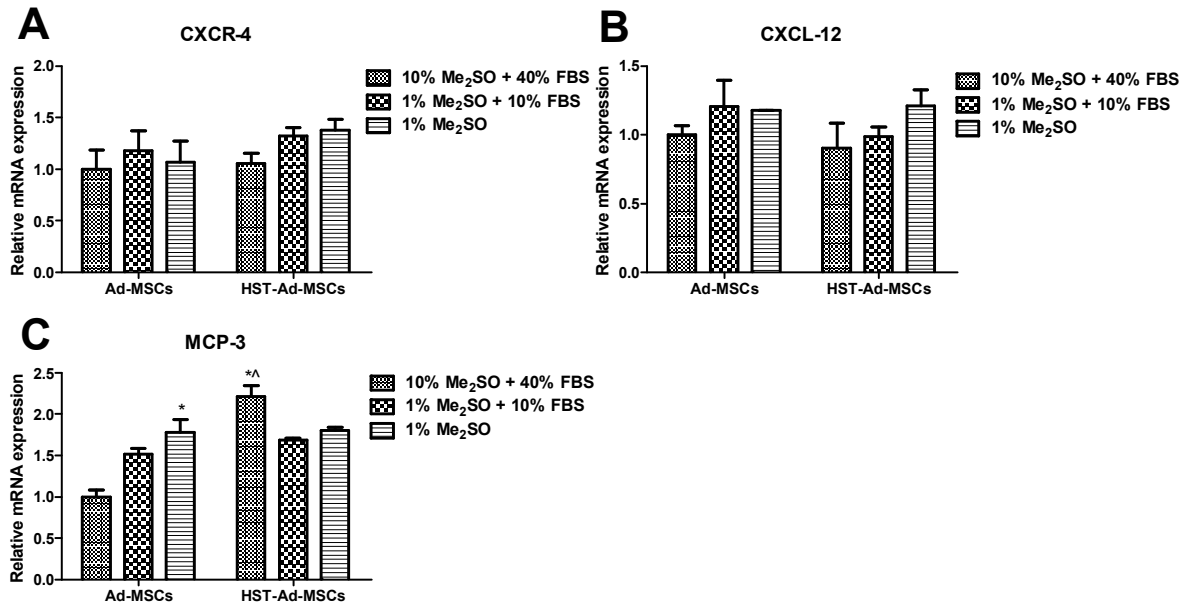 A
CXCR-4
Relative mRNA expression
2.0
1.5
1.0
0.5
0.0
Ad-MSCs HST-Ad-MSCs
10% Me₂SO + 40% FBS
1% Me₂SO + 10% FBS
1% Me₂SO
B
CXCL-12
Relative mRNA expression
1.5
1.0
0.5
0.0
Ad-MSCs HST-Ad-MSCs
10% Me₂SO + 40% FBS
1% Me₂SO + 10% FBS
1% Me₂SO
C
MCP-3
Relative mRNA expression
2.5
2.0
1.5
1.0
0.5
0.0
*
*^
Ad-MSCs HST-Ad-MSCs
10% Me₂SO + 40% FBS
1% Me₂SO + 10% FBS
1% Me₂SO